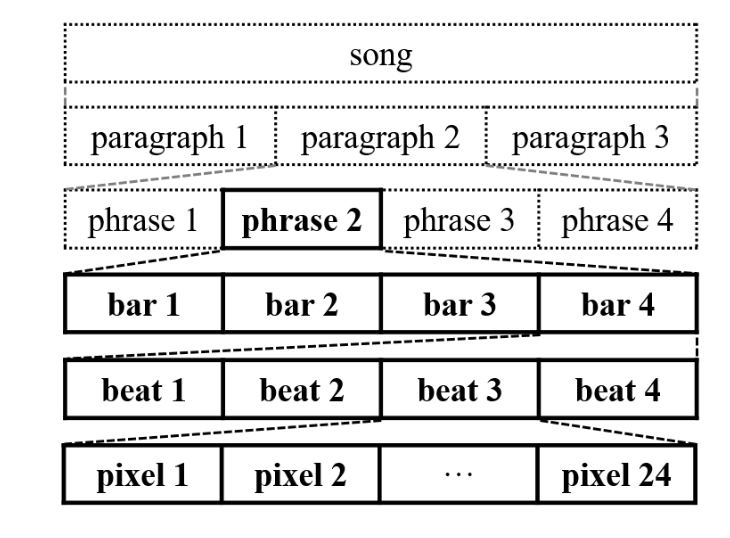 song
paragraph 1 paragraph 2 paragraph 3
phrase 1 phrase 2 phrase 3 phrase 4
bar 1 bar 2 bar 3 bar 4
beat 1 beat 2 beat 3 beat 4
pixel 1 pixel 2 ··· pixel 24